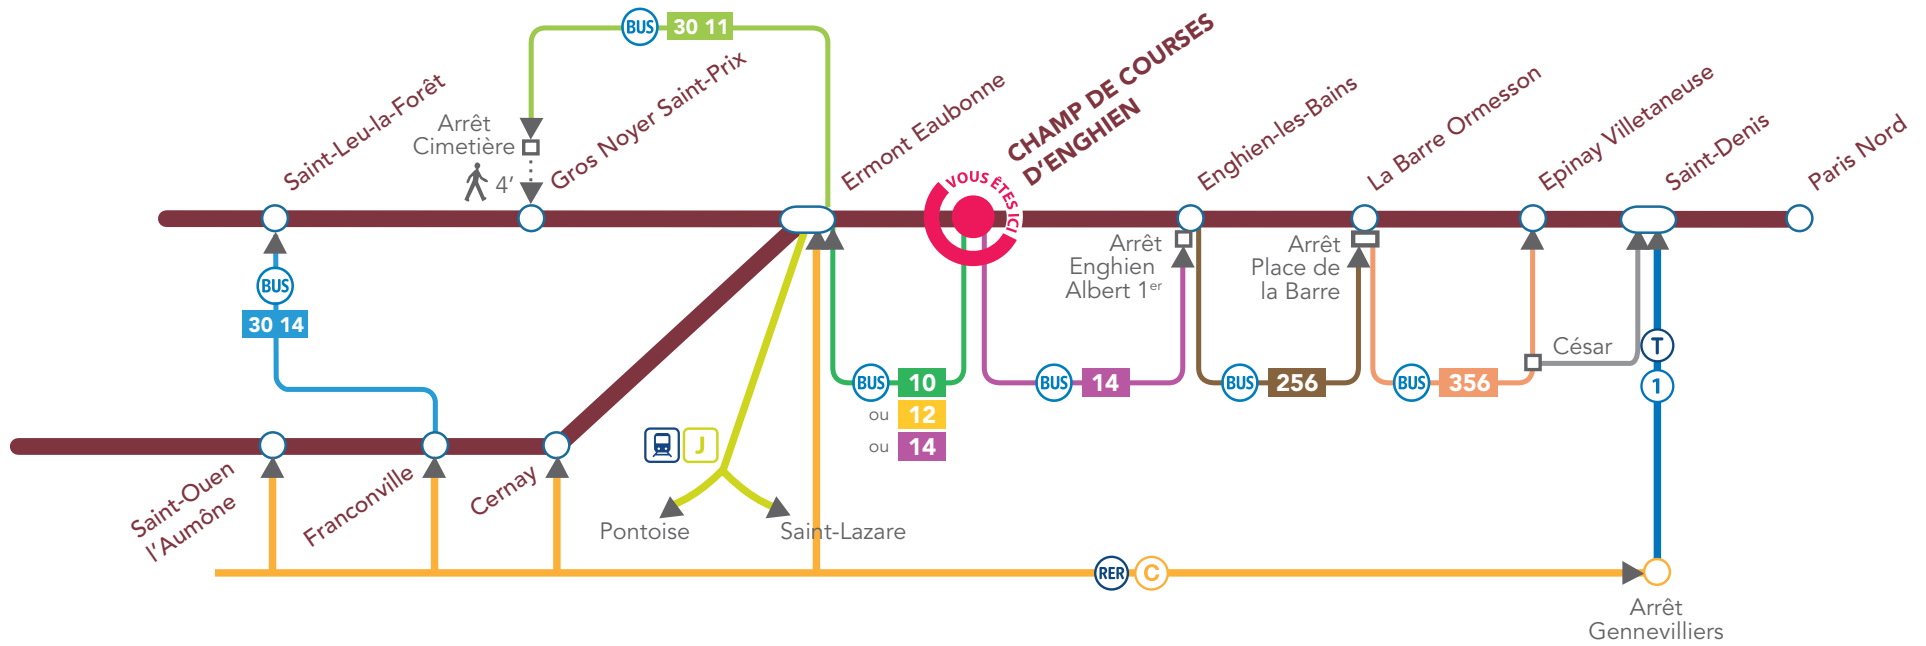 BUS 30 11
Saint-Leu-la-Forêt
Arrêt
Cimetière
4'
Gros Noyer Saint-Prix
Ermont Eaubonne
CHAMP DE COURSES
D'ENGHIEN
VOUS ÊTES ICI
Enghien-les-Bains
La Barre Ormesson
Epinay Villetaneuse
Saint-Denis
Paris Nord
Arrêt
Enghien
Albert 1er
Arrêt
Place de
la Barre
BUS
30 14
César
T
1
BUS 10
ou 12
ou 14
BUS 14
BUS 256
BUS 356
J
Saint-Ouen
l'Aumône
Franconville
Cernay
Pontoise
Saint-Lazare
RER C
Arrêt
Gennevilliers